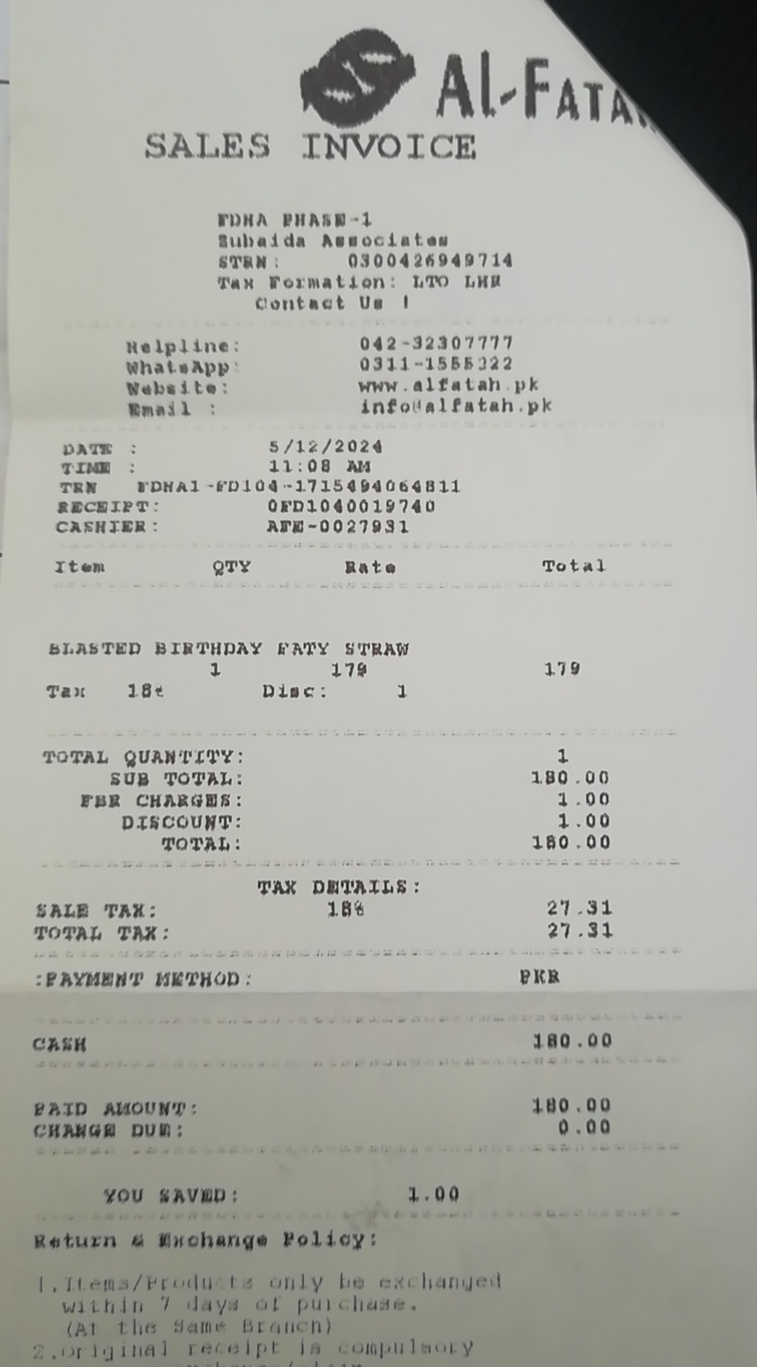 Al-FATAH
SALES INVOICE
FDHA PHASE-1
Subaida Associates
STRN: 0300426949714
Tax Formation: LTO LHR
Contact Us !
Helpline: 042-32307777
WhatsApp:
Website: www.alfatah.pk
Email : info@alfatah.pk
DATE : 5/12/2024
TIME : 11:08 AM
TRN FDHA1-FD104-1715494064811
RECEIPT: 0FD1040019740
CASHIER: AFE-0027931
Item QTY Rate Total
BLASTED BIRTHDAY FATY STRAW
1 179 179
Tax 18% Disc: 1
TOTAL QUANTITY: 1
SUB TOTAL: 180.00
FBR CHARGES: 1.00
DISCOUNT: 1.00
TOTAL: 180.00
TAX DETAILS:
SALE TAX: 18% 27.31
TOTAL TAX: 27.31
:PAYMENT METHOD: PKR
CASH 180.00
PAID AMOUNT: 180.00
CHANGE DUE: 0.00
YOU SAVED: 1.00
Return & Exchange Policy:
1.Items/Products only be exchanged
within 7 days of purchase.
(At the Same Branch)
2.Original receipt is compulsory